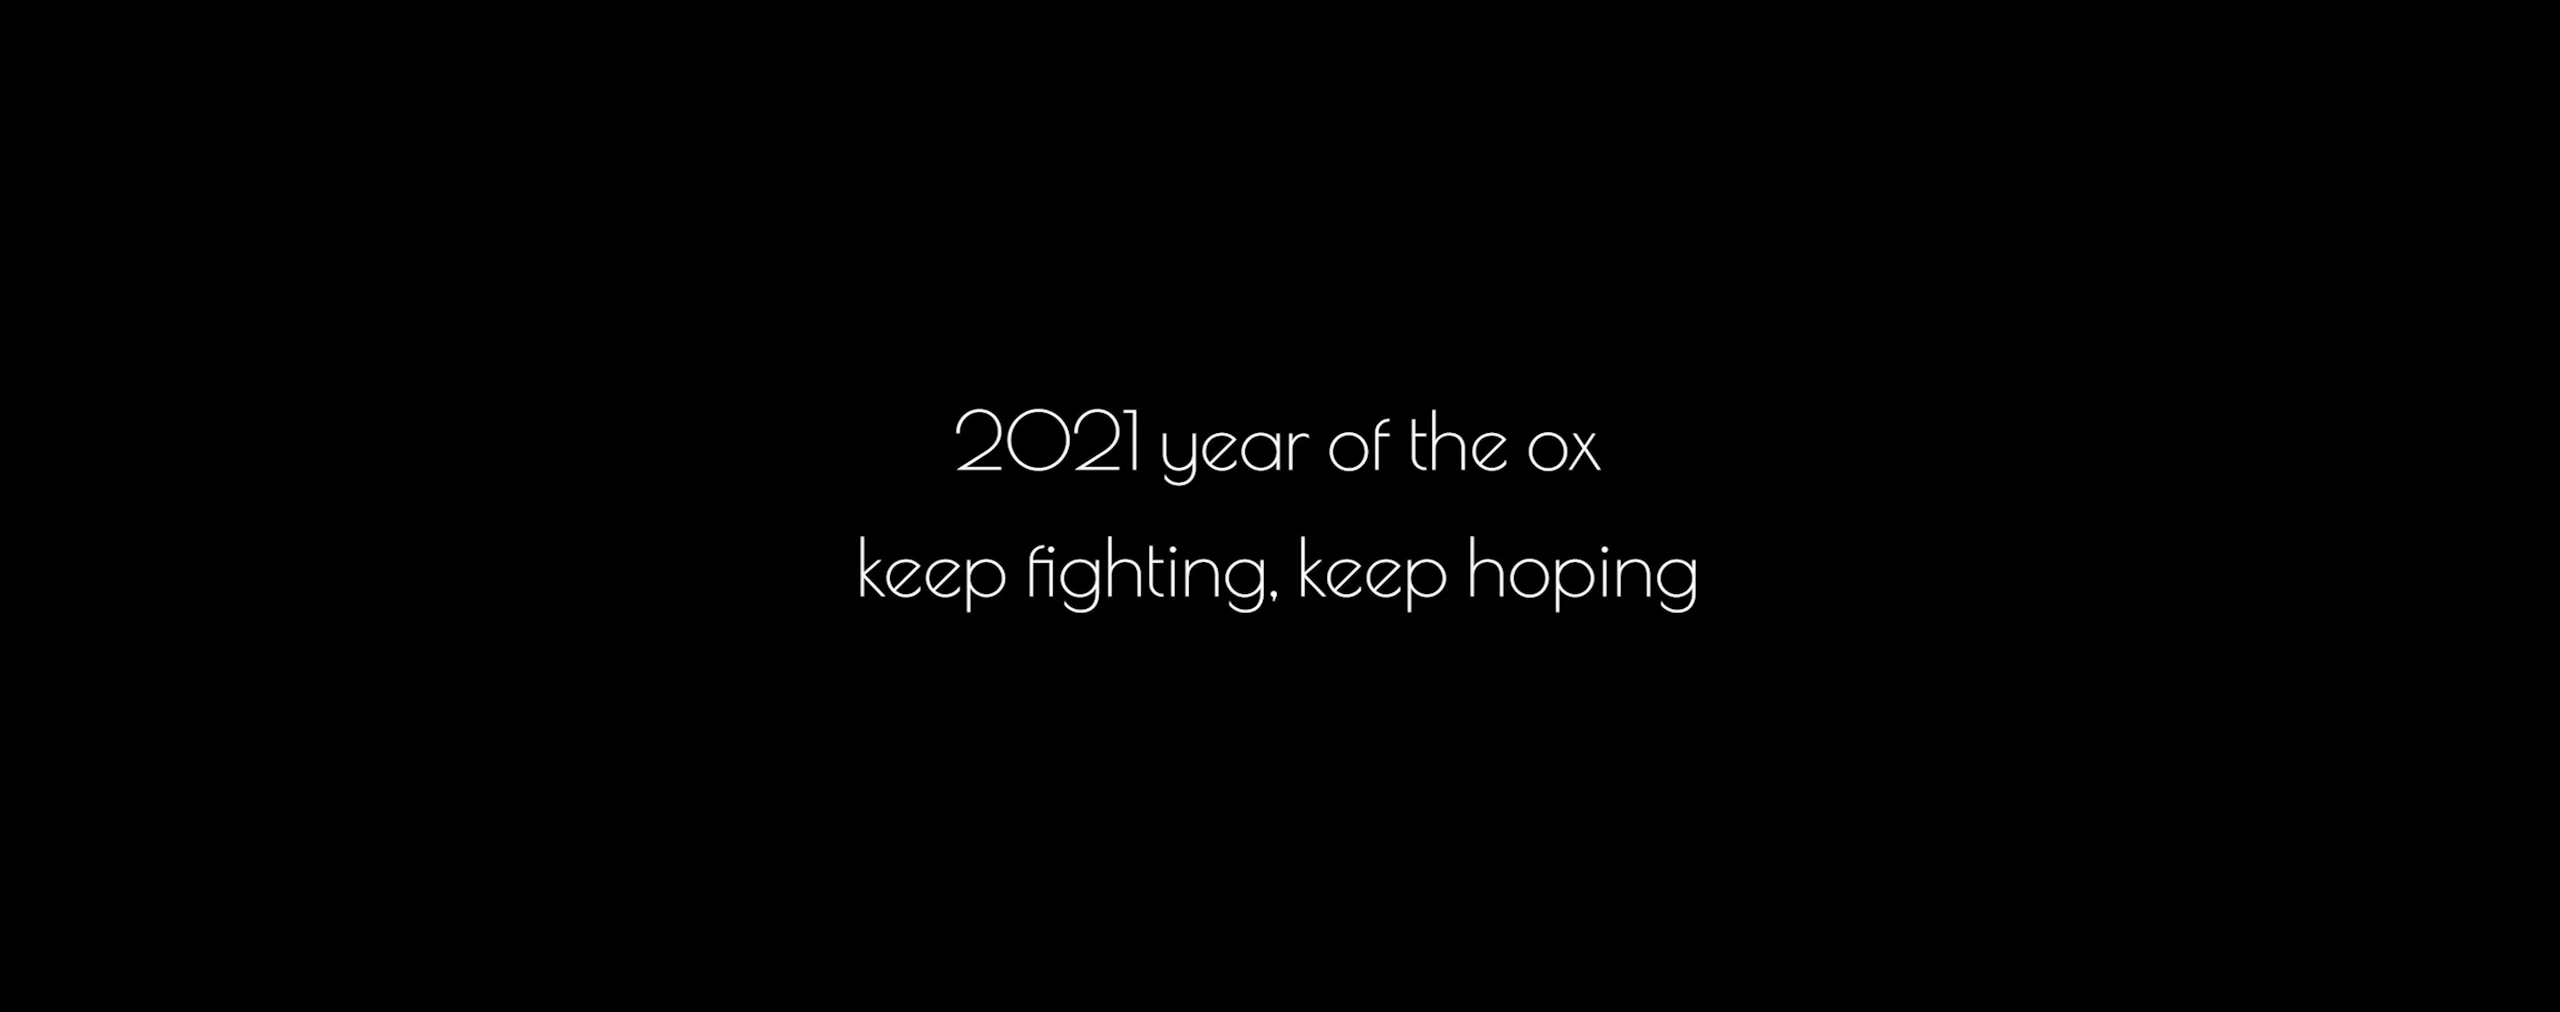 2021 year of the ox
keep fighting, keep hoping